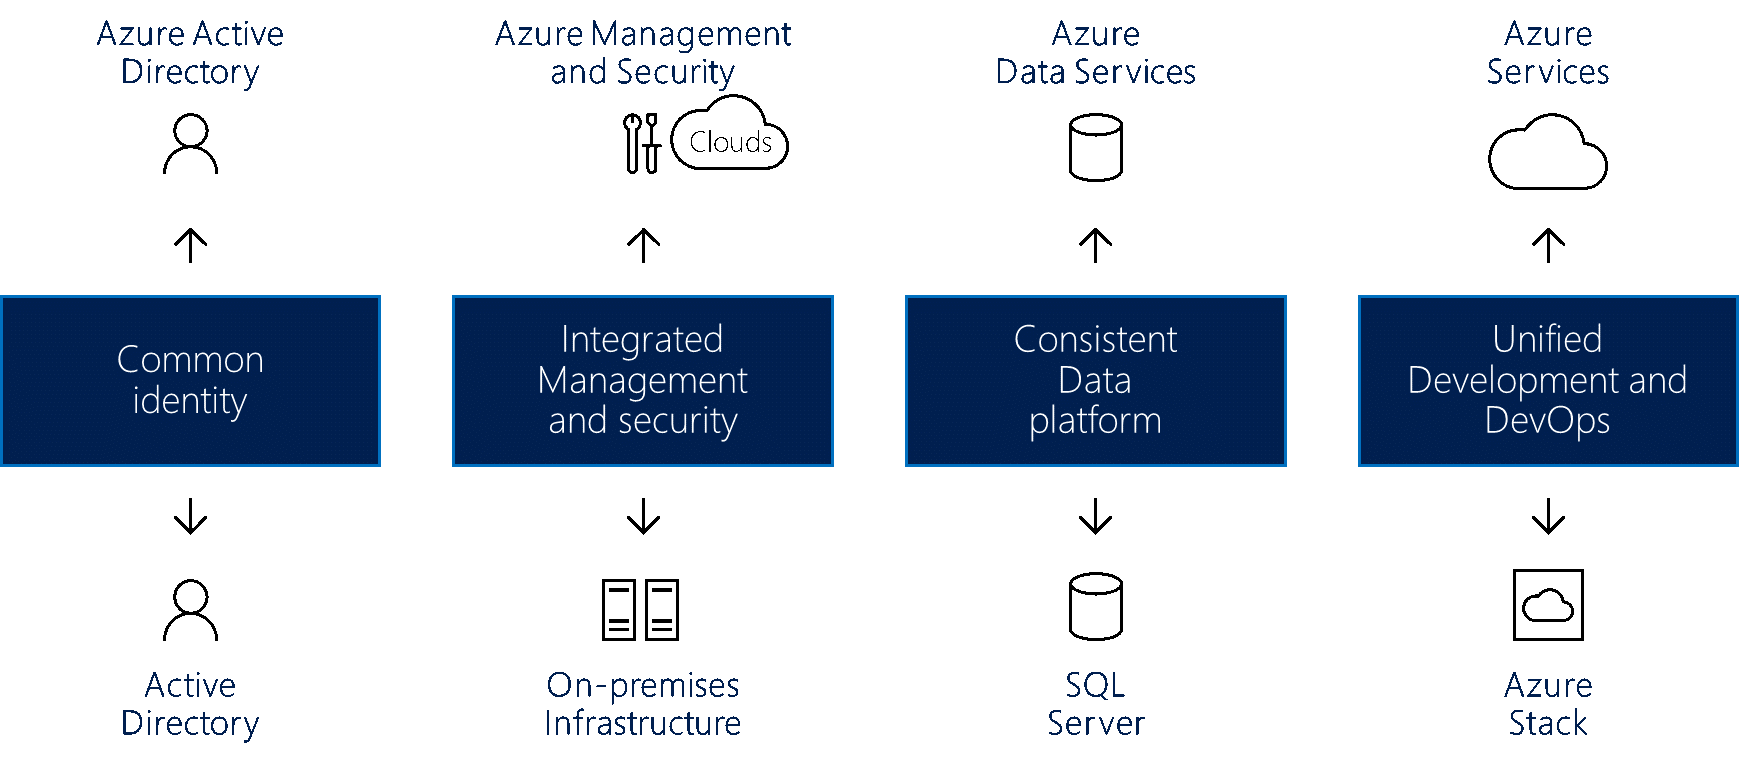 Azure Active
Directory
Azure Management
and Security
Clouds
Azure
Data Services
Azure
Services
Common
identity
Integrated
Management
and security
Consistent
Data
platform
Unified
Development and
DevOps
Active
Directory
On-premises
Infrastructure
SQL
Server
Azure
Stack